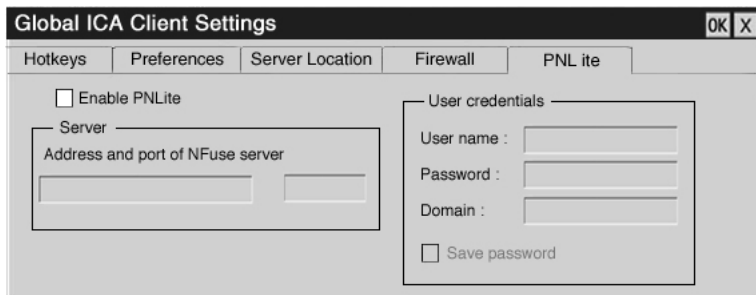 Global ICA Client Settings
OK X
Hotkeys Preferences Server Location Firewall PNL ite
Enable PNLite
Server
Address and port of NFuse server
User credentials
User name :
Password :
Domain :
Save password